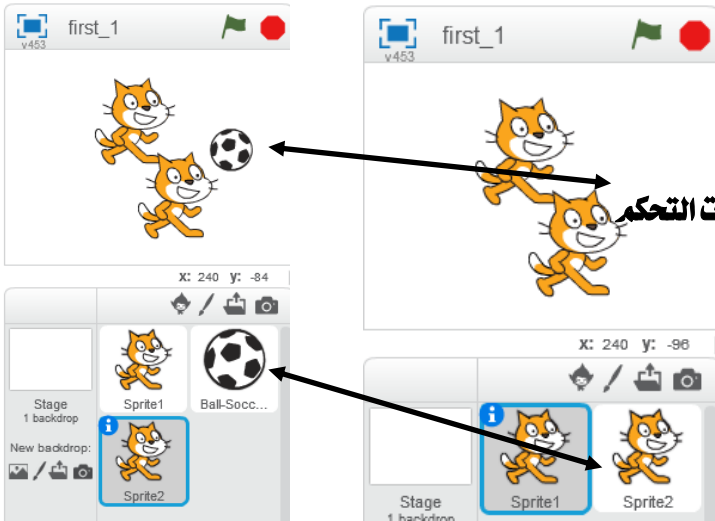 first_1
v453
x: 240 y: -84
Sprite1
Ball-Socc...
Stage
1 backdrop
New backdrop:
i
Sprite2
first_1
v453
ت التحكم
x: 240 y: -96
i
Sprite1
Sprite2
Stage
1 backdrop